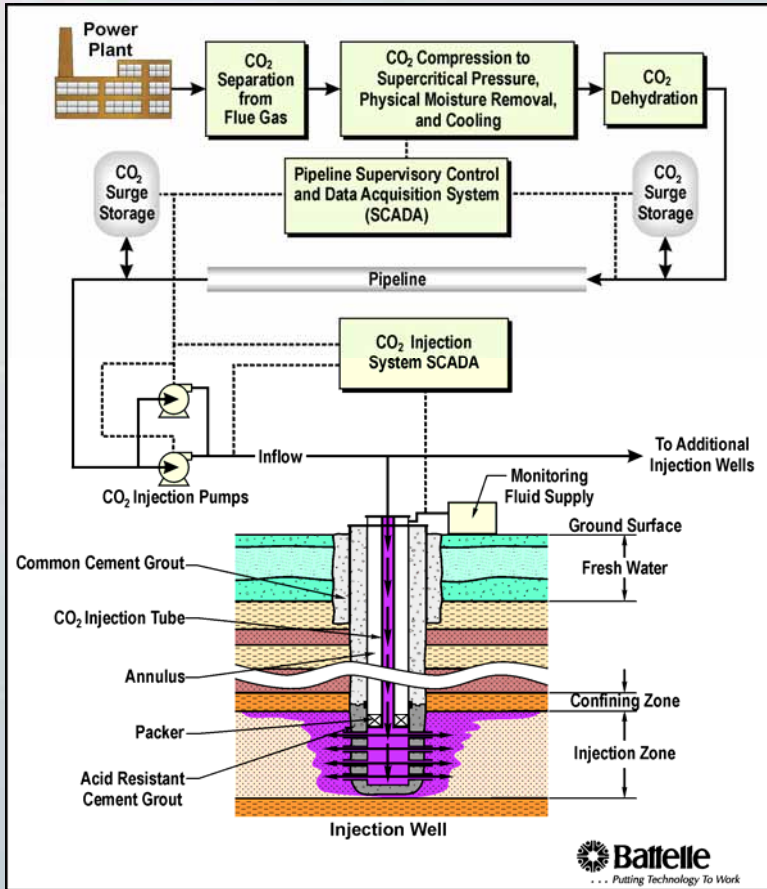 Power
Plant
CO2
Separation
from
Flue Gas
CO2 Compression to
Supercritical Pressure,
Physical Moisture Removal,
and Cooling
CO2
Dehydration
CO2
Surge
Storage
Pipeline Supervisory Control
and Data Acquisition System
(SCADA)
CO2
Surge
Storage
Pipeline
CO2 Injection
System SCADA
Inflow
To Additional
Injection Wells
CO2 Injection Pumps
Monitoring
Fluid Supply
Ground Surface
Common Cement Grout
Fresh Water
CO2 Injection Tube
Annulus
Confining Zone
Packer
Injection Zone
Acid Resistant
Cement Grout
Injection Well
Battelle
. . . Putting Technology To Work